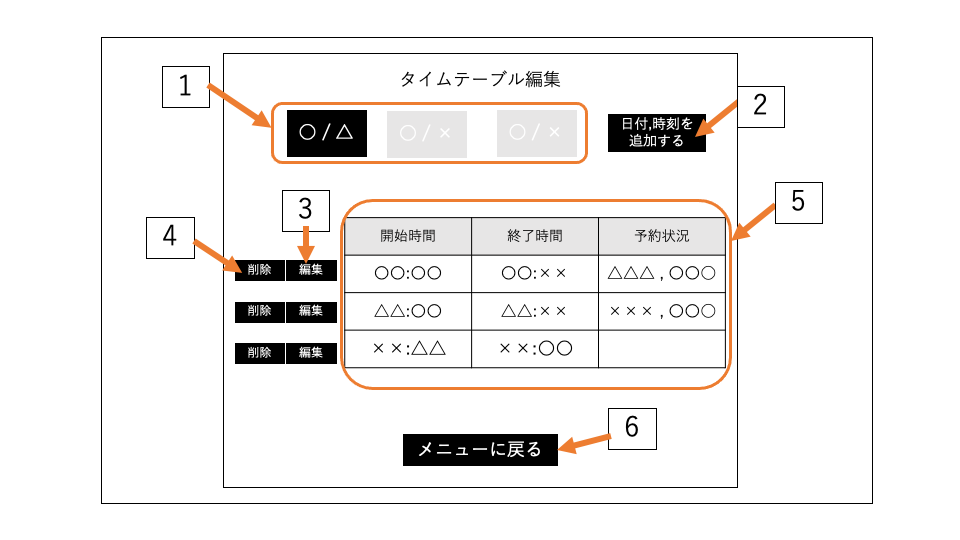 タイムテーブル編集
1
2
○/△
○/×
○/×
日付,時刻を
追加する
3
4
5
開始時間 終了時間 予約状況
削除 編集 ○○:○○ ○○:×× △△△,○○○
削除 編集 △△:○○ △△:×× ×××,○○○
削除 編集 ××:△△ ××:○○
6
メニューに戻る